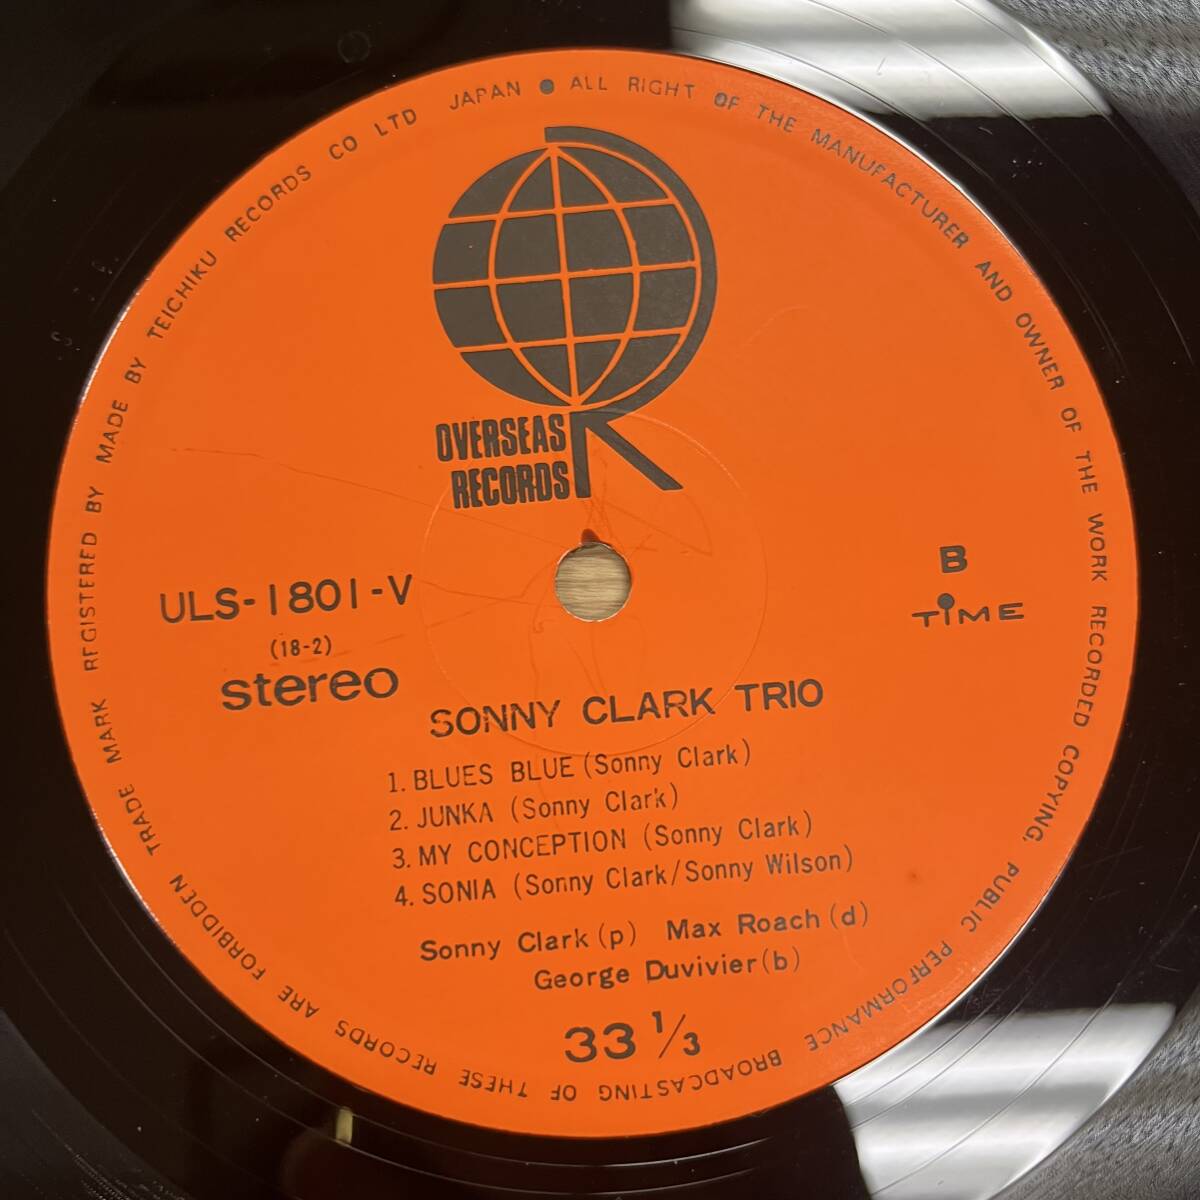 TRADE MARK REGISTERED BY MADE BY TEICHIKU RECORDS CO LTD JAPAN ● ALL RIGHT OF THE MANUFACTURER AND OWNER OF THE WORK RECORDED COPYING, PUBLIC PERFORMANCE BROADCASTING OF THESE RECORDS ARE FORBIDDEN
OVERSEAS
RECORDS
R
B
TIME
ULS-1801-V
(18-2)
stereo
SONNY CLARK TRIO
1. BLUES BLUE (Sonny Clark)
2. JUNKA (Sonny Clark)
3. MY CONCEPTION (Sonny Clark)
4. SONIA (Sonny Clark/Sonny Wilson)
Sonny Clark (p) Max Roach (d)
George Duvivier (b)
33 1/3